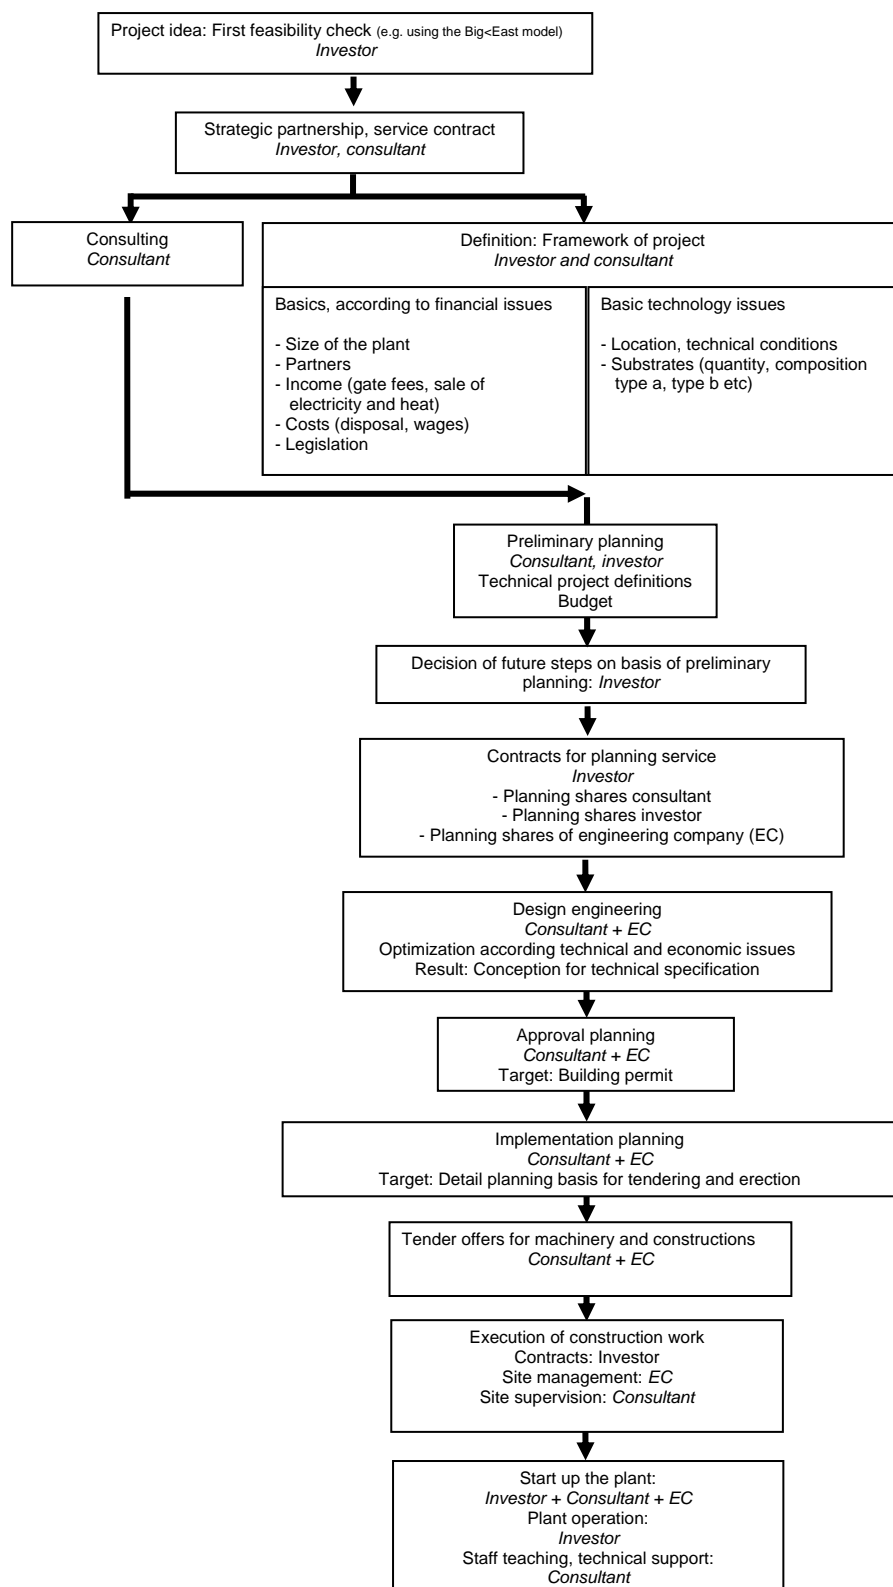 Project idea: First feasibility check (e.g. using the Big<East model)
Investor
Strategic partnership, service contract
Investor, consultant
Consulting
Consultant
Definition: Framework of project
Investor and consultant
Basics, according to financial issues
- Size of the plant
- Partners
- Income (gate fees, sale of
electricity and heat)
- Costs (disposal, wages)
- Legislation
Basic technology issues
- Location, technical conditions
- Substrates (quantity, composition
type a, type b etc)
Preliminary planning
Consultant, investor
Technical project definitions
Budget
Decision of future steps on basis of preliminary
planning: Investor
Contracts for planning service
Investor
- Planning shares consultant
- Planning shares investor
- Planning shares of engineering company (EC)
Design engineering
Consultant + EC
Optimization according technical and economic issues
Result: Conception for technical specification
Approval planning
Consultant + EC
Target: Building permit
Implementation planning
Consultant + EC
Target: Detail planning basis for tendering and erection
Tender offers for machinery and constructions
Consultant + EC
Execution of construction work
Contracts: Investor
Site management: EC
Site supervision: Consultant
Start up the plant:
Investor + Consultant + EC
Plant operation:
Investor
Staff teaching, technical support:
Consultant